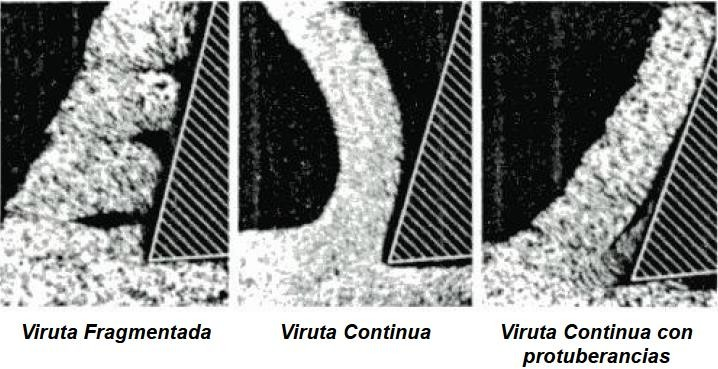 Viruta Fragmentada
Viruta Continua
Viruta Continua con
protuberancias